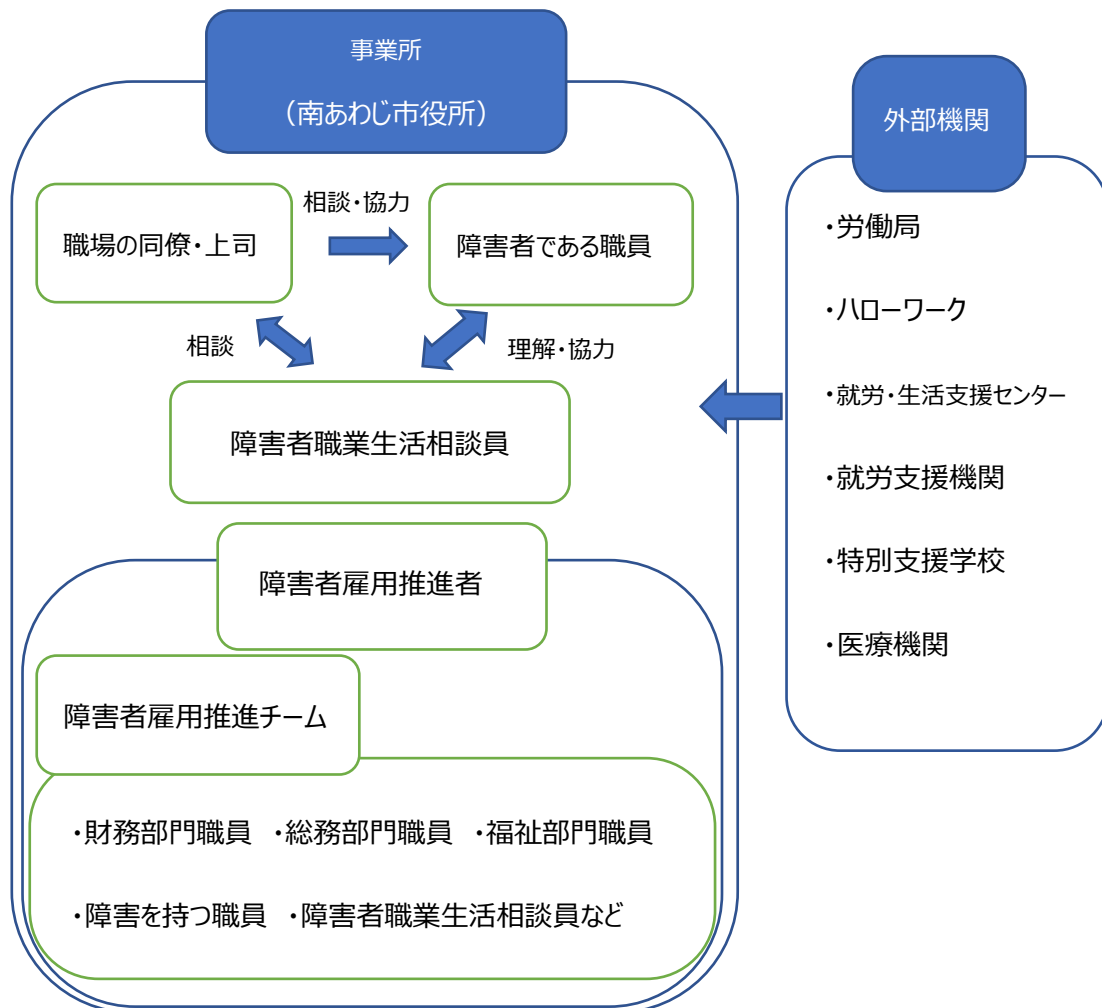 事業所
（南あわじ市役所）
職場の同僚・上司
相談・協力
障害者である職員
相談
理解・協力
障害者職業生活相談員
障害者雇用推進者
障害者雇用推進チーム
・財務部門職員　・総務部門職員　・福祉部門職員
・障害を持つ職員　・障害者職業生活相談員など
外部機関
・労働局
・ハローワーク
・就労・生活支援センター
・就労支援機関
・特別支援学校
・医療機関